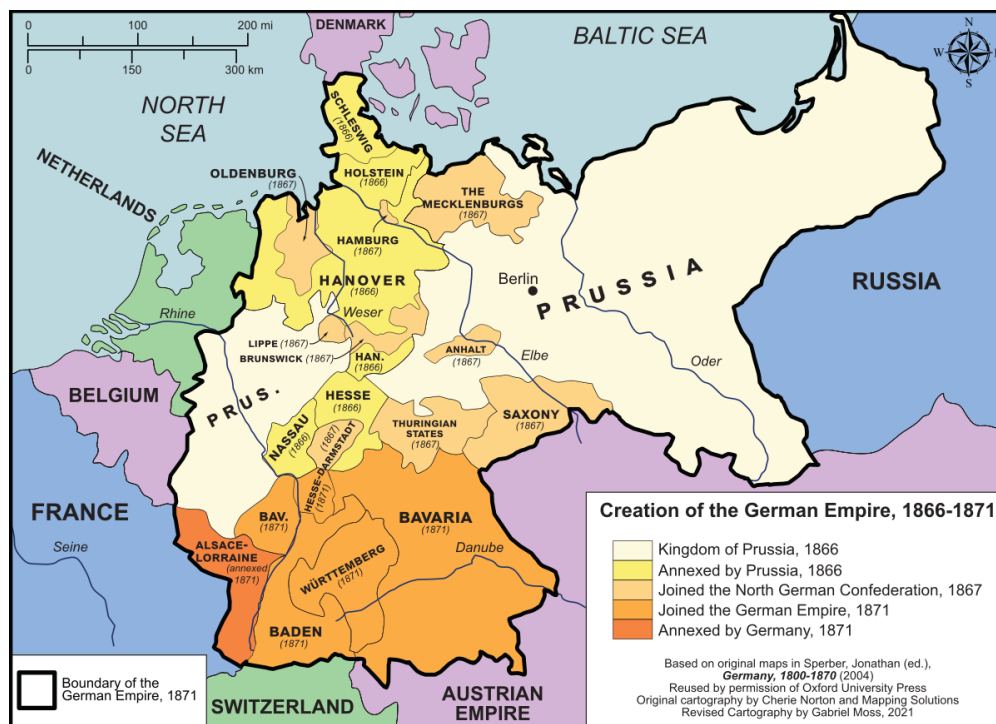 0 100 200 mi
0 150 300 km
DENMARK
BALTIC SEA
N
W E
S
NORTH
SEA
NETHERLANDS
SCHLESWIG
(1866)
HOLSTEIN
(1866)
OLDENBURG
(1867)
THE
MECKLENBURGS
(1867)
HAMBURG
(1867)
HANOVER
(1866)
Berlin
PRUSSIA
RUSSIA
Rhine
Weser
LIPPE (1867)
BRUNSWICK (1867)
HAN.
(1866)
ANHALT
(1867)
Elbe
Oder
BELGIUM
PRUS.
HESSE
(1866)
NASSAU
(1866)
(1867)
HESSE-DARMSTADT
(1871)
THURINGIAN
STATES
(1867)
SAXONY
(1867)
FRANCE
Seine
BAV.
(1871)
BAVARIA
(1871)
ALSACE-
LORRAINE
(annexed
1871)
WÜRTTEMBERG
(1871)
Danube
BADEN
(1871)
SWITZERLAND
AUSTRIAN
EMPIRE
Boundary of the
German Empire, 1871
Creation of the German Empire, 1866-1871
Kingdom of Prussia, 1866
Annexed by Prussia, 1866
Joined the North German Confederation, 1867
Joined the German Empire, 1871
Annexed by Germany, 1871
Based on original maps in Sperber, Jonathan (ed.),
Germany, 1800-1870 (2004)
Reused by permission of Oxford University Press
Original cartography by Cherie Norton and Mapping Solutions
Revised Cartography by Gabriel Moss, 2021